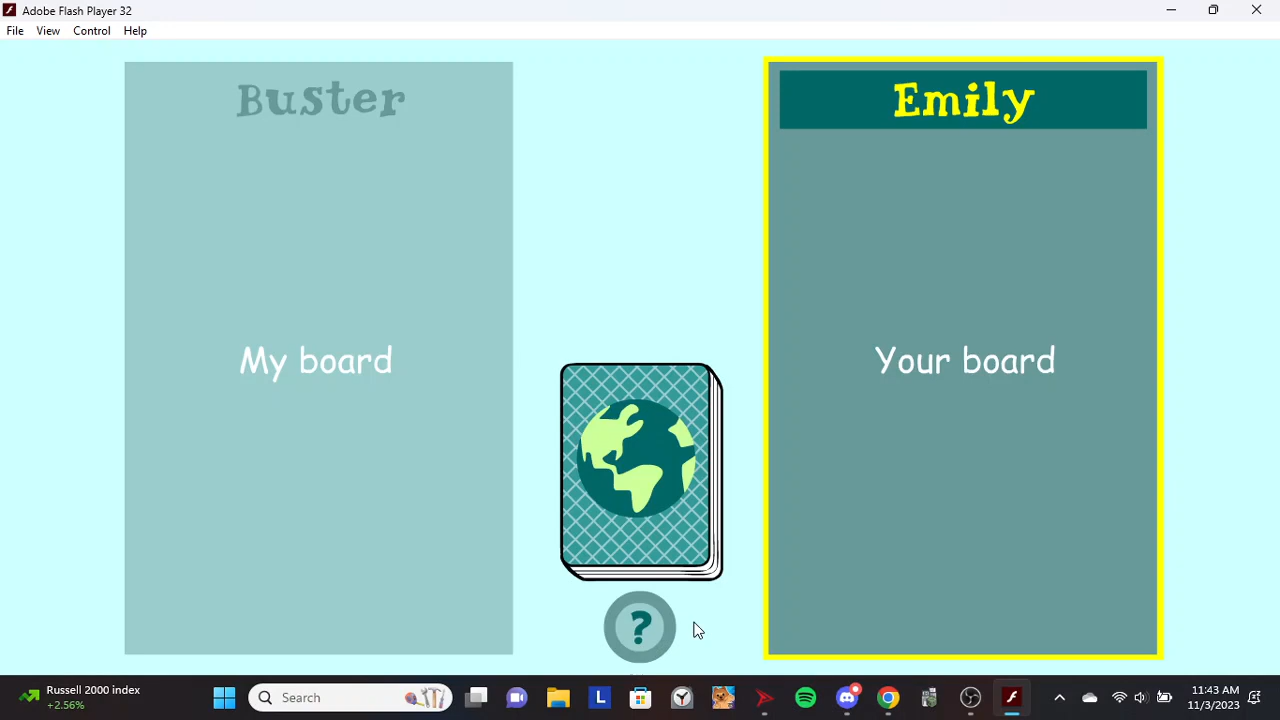 Adobe Flash Player 32
File View Control Help
Buster
Emily
My board
Your board
?
Russell 2000 index
+2.56%
Search
L
11:43 AM
11/3/2023